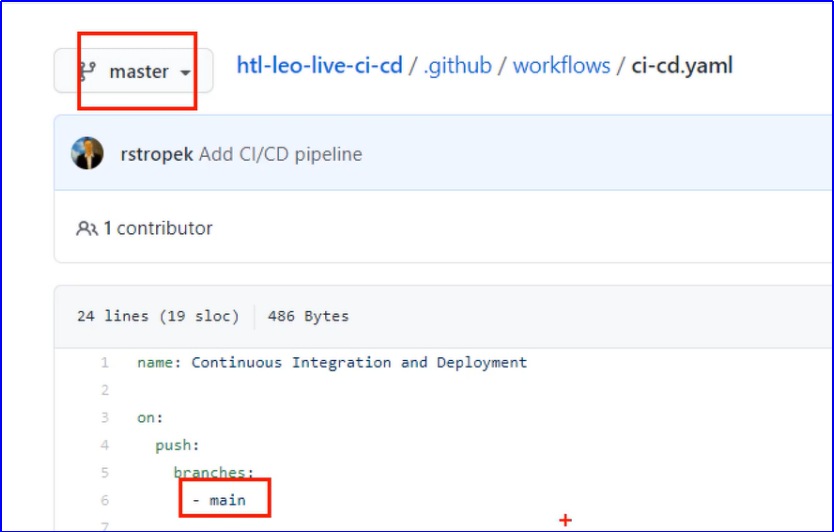 master htl-leo-live-ci-cd / .github / workflows / ci-cd.yaml
rstropek Add CI/CD pipeline
1 contributor
24 lines (19 sloc) 486 Bytes
1 name: Continuous Integration and Deployment
2
3 on:
4 push:
5 branches:
6 - main
7